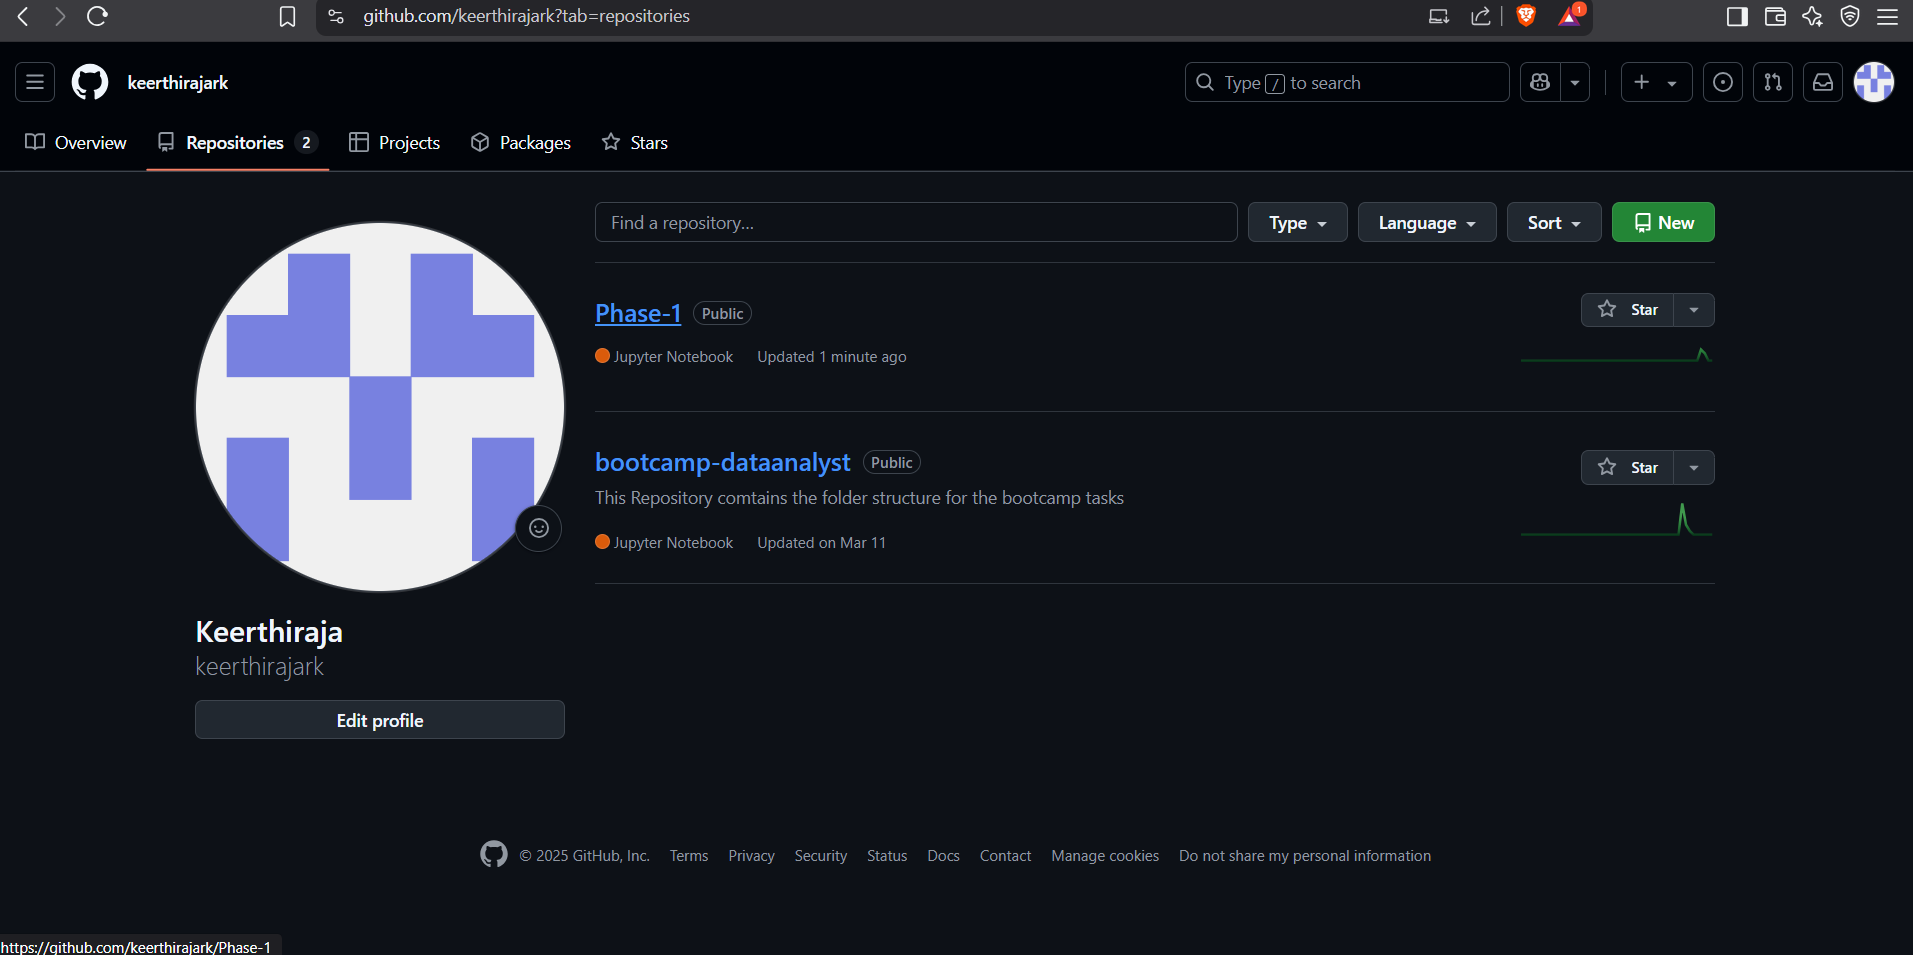 github.com/keerthirajark?tab=repositories
1
keerthirajark
Type / to search
Overview
Repositories 2
Projects
Packages
Stars
Find a repository...
Type
Language
Sort
New
Phase-1 Public
Star
Jupyter Notebook Updated 1 minute ago
bootcamp-dataanalyst Public
Star
This Repository comtains the folder structure for the bootcamp tasks
Jupyter Notebook Updated on Mar 11
Keerthiraja
keerthirajark
Edit profile
© 2025 GitHub, Inc. Terms Privacy Security Status Docs Contact Manage cookies Do not share my personal information
https://github.com/keerthirajark/Phase-1